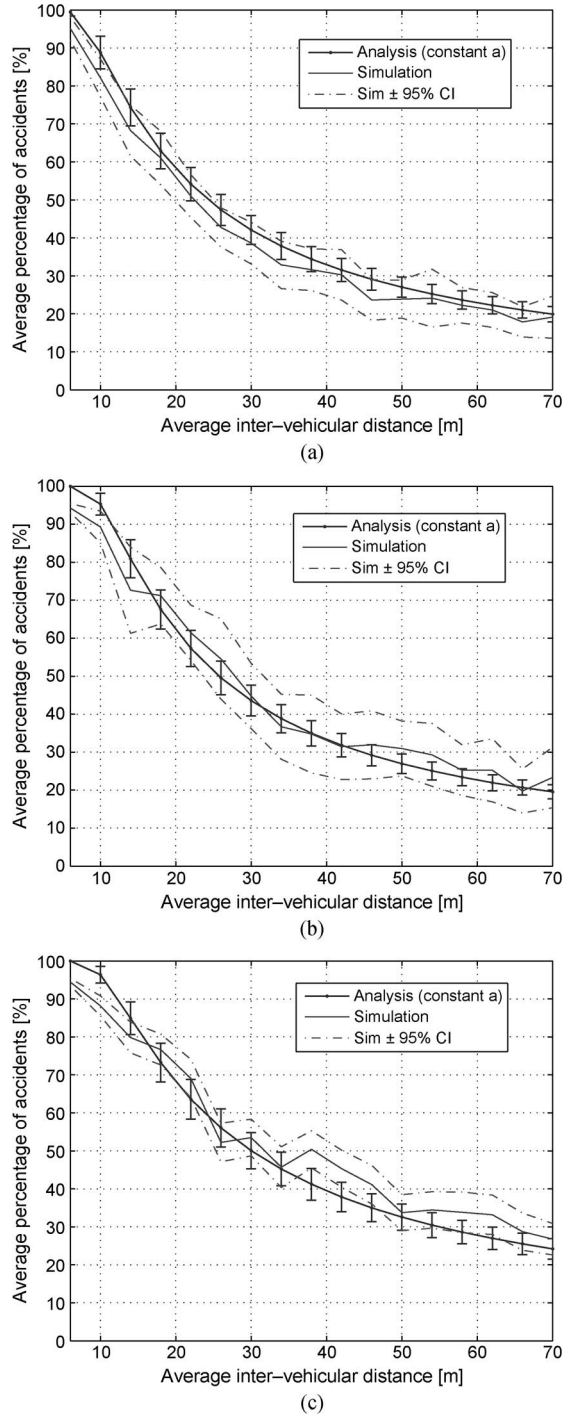 100
90
80
70
60
50
40
30
20
10
0
Average percentage of accidents [%]
Analysis (constant a)
Simulation
Sim ± 95% CI
10 20 30 40 50 60 70
Average inter–vehicular distance [m]
(a)
100
90
80
70
60
50
40
30
20
10
0
Average percentage of accidents [%]
Analysis (constant a)
Simulation
Sim ± 95% CI
10 20 30 40 50 60 70
Average inter–vehicular distance [m]
(b)
100
90
80
70
60
50
40
30
20
10
0
Average percentage of accidents [%]
Analysis (constant a)
Simulation
Sim ± 95% CI
10 20 30 40 50 60 70
Average inter–vehicular distance [m]
(c)